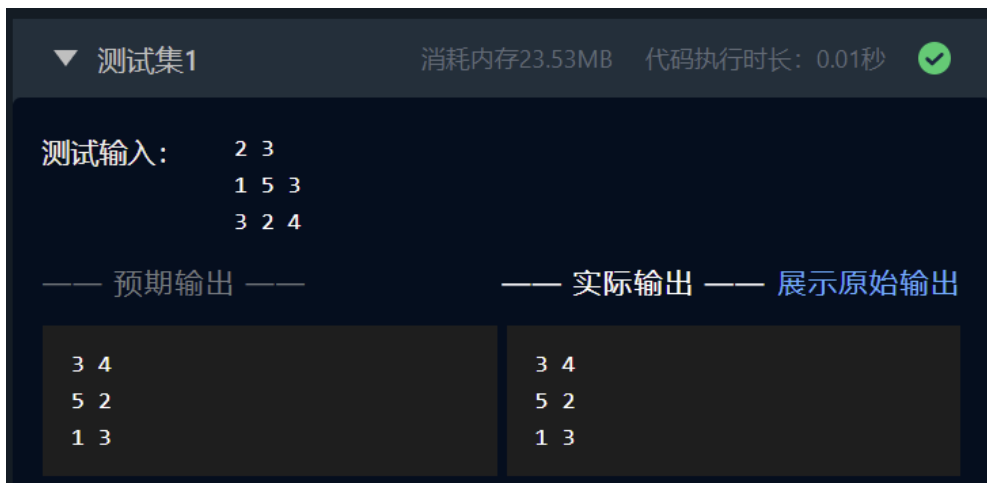 测试集1 消耗内存23.53MB 代码执行时长：0.01秒
测试输入： 2 3
1 5 3
3 2 4
—— 预期输出 —— —— 实际输出 —— 展示原始输出
3 4 3 4
5 2 5 2
1 3 1 3